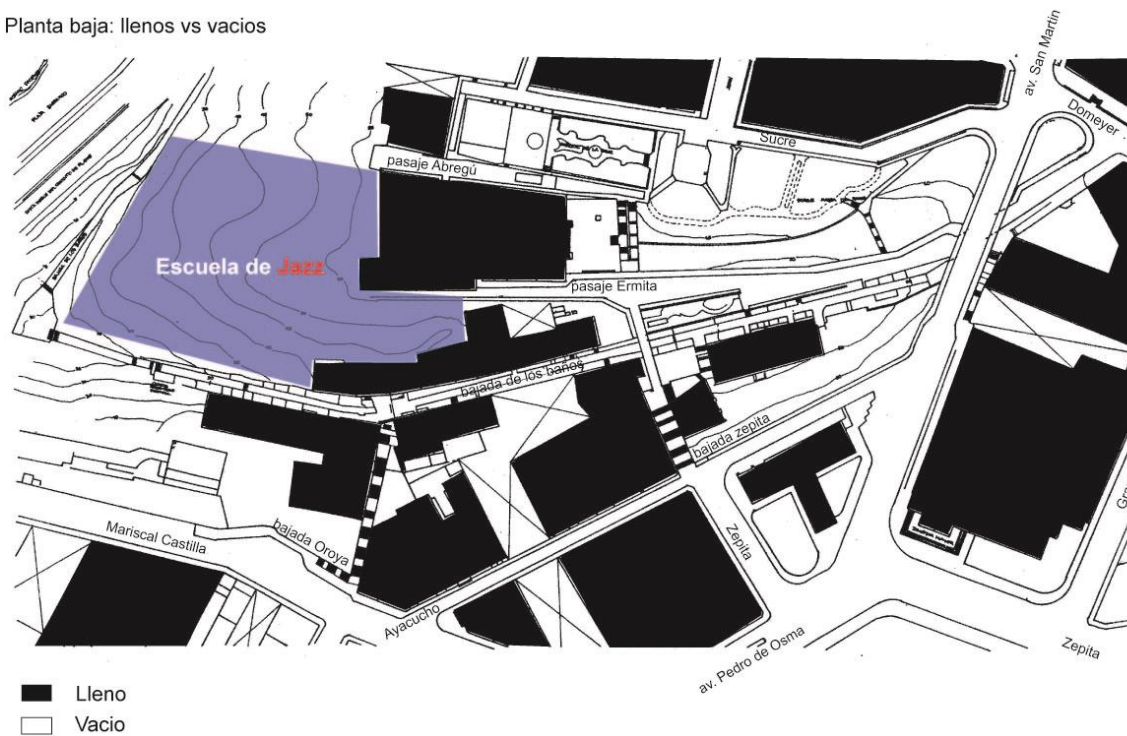 Planta baja: llenos vs vacios
av. San Martin
Domeyer
Sucre
pasaje Abregú
Escuela de Jazz
pasaje Ermita
bajada de los baños
bajada zepita
Mariscal Castilla
bajada Oroya
Zepita
Ayacucho
av. Pedro de Osma
Zepita
Lleno
Vacio